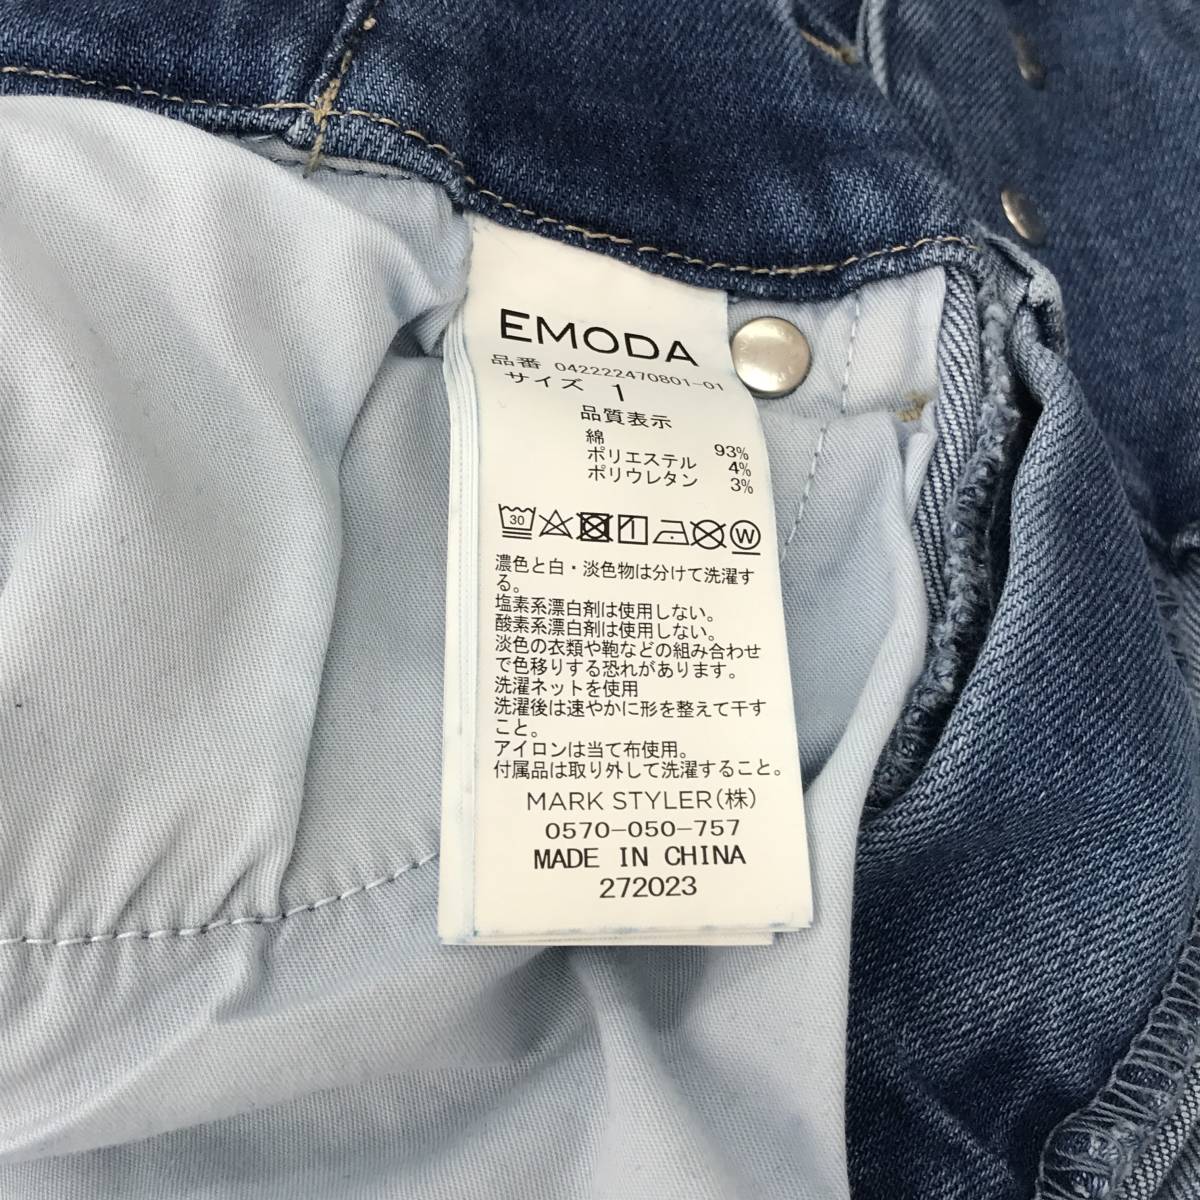 EMODA
品番 042222470801-01
サイズ 1
品質表示
綿 93%
ポリエステル 4%
ポリウレタン 3%
30 W
濃色と白・淡色物は分けて洗濯す
る。
塩素系漂白剤は使用しない。
酸素系漂白剤は使用しない。
淡色の衣類や鞄などの組み合わせ
で色移りする恐れがあります。
洗濯ネットを使用
洗濯後は速やかに形を整えて干す
こと。
アイロンは当て布使用。
付属品は取り外して洗濯すること。
MARK STYLER(株)
0570-050-757
MADE IN CHINA
272023